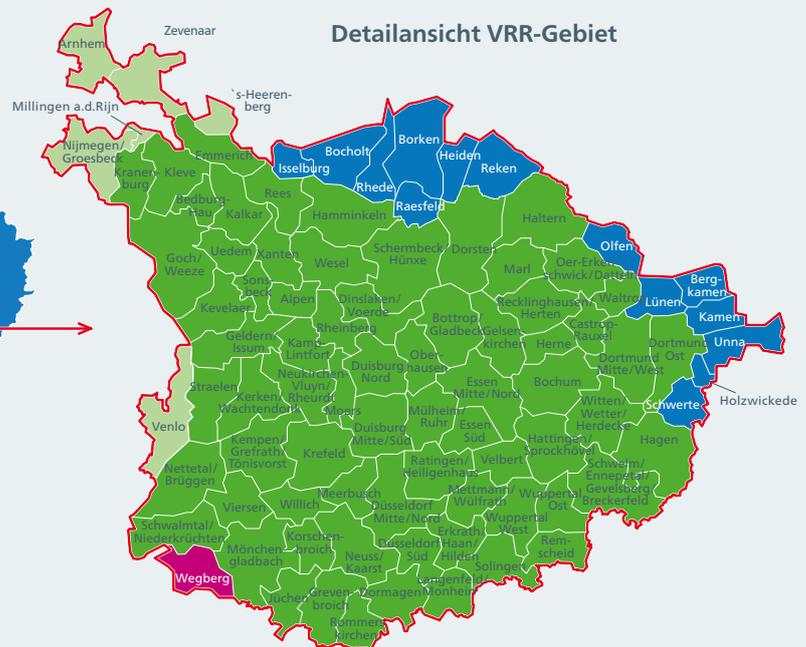 Detailansicht VRR-Gebiet
Zevenaar
Arnhem
`s-Heeren-
berg
Millingen a.d.Rijn
Nijmegen/
Groesbeck
Kranen-
burg
Kleve
Emmerich
Isselburg
Bocholt
Borken
Heiden
Reken
Rhede
Raesfeld
Rees
Bedburg-
Hau
Kalkar
Hamminkeln
Haltern
Olfen
Goch/
Weeze
Uedem
Xanten
Wesel
Schermbeck
Hünxe
Dorsten
Marl
Oer-Erken-
schwick/Datteln
Berg-
kamen
Sons-
beck
Kevelaer
Alpen
Dinslaken/
Voerde
Rheinberg
Bottrop/
Gladbeck
Gelsen-
kirchen
Recklinghausen/
Herten
Waltrop
Lünen
Kamen
Castrop-
Rauxel
Herne
Unna
Geldern/
Issum
Kamp-
Lintfort
Ober-
hausen
Dortmund
Mitte/West
Dortmund
Ost
Straelen
Kerken/
Wachtendonk
Neukirchen-
Vluyn/
Rheurdt
Moers
Duisburg
Nord
Essen
Mitte/Nord
Bochum
Holzwickede
Schwerte
Venlo
Mülheim/
Ruhr
Essen
Süd
Witten/
Wetter/
Herdecke
Duisburg
Mitte/Süd
Hattingen/
Sprockhövel
Hagen
Kempen/
Grefrath/
Tönisvorst
Krefeld
Ratingen/
Heiligenhaus
Velbert
Schwelm/
Ennepetal/
Gevelsberg
Breckerfeld
Nettetal/
Brüggen
Meerbusch
Mettmann/
Wülfrath
Wuppertal
Ost
Viersen
Willich
Düsseldorf
Mitte/Nord
Wuppertal
West
Schwalmtal/
Niederkrüchten
Mönchen-
gladbach
Korschen-
broich
Neuss/
Kaarst
Düsseldorf
Süd
Erkrath/
Haan/
Hilden
Rem-
scheid
Solingen
Wegberg
Langenfeld/
Monheim
Jüchen
Greven-
broich
Dormagen
Rommers-
kirchen